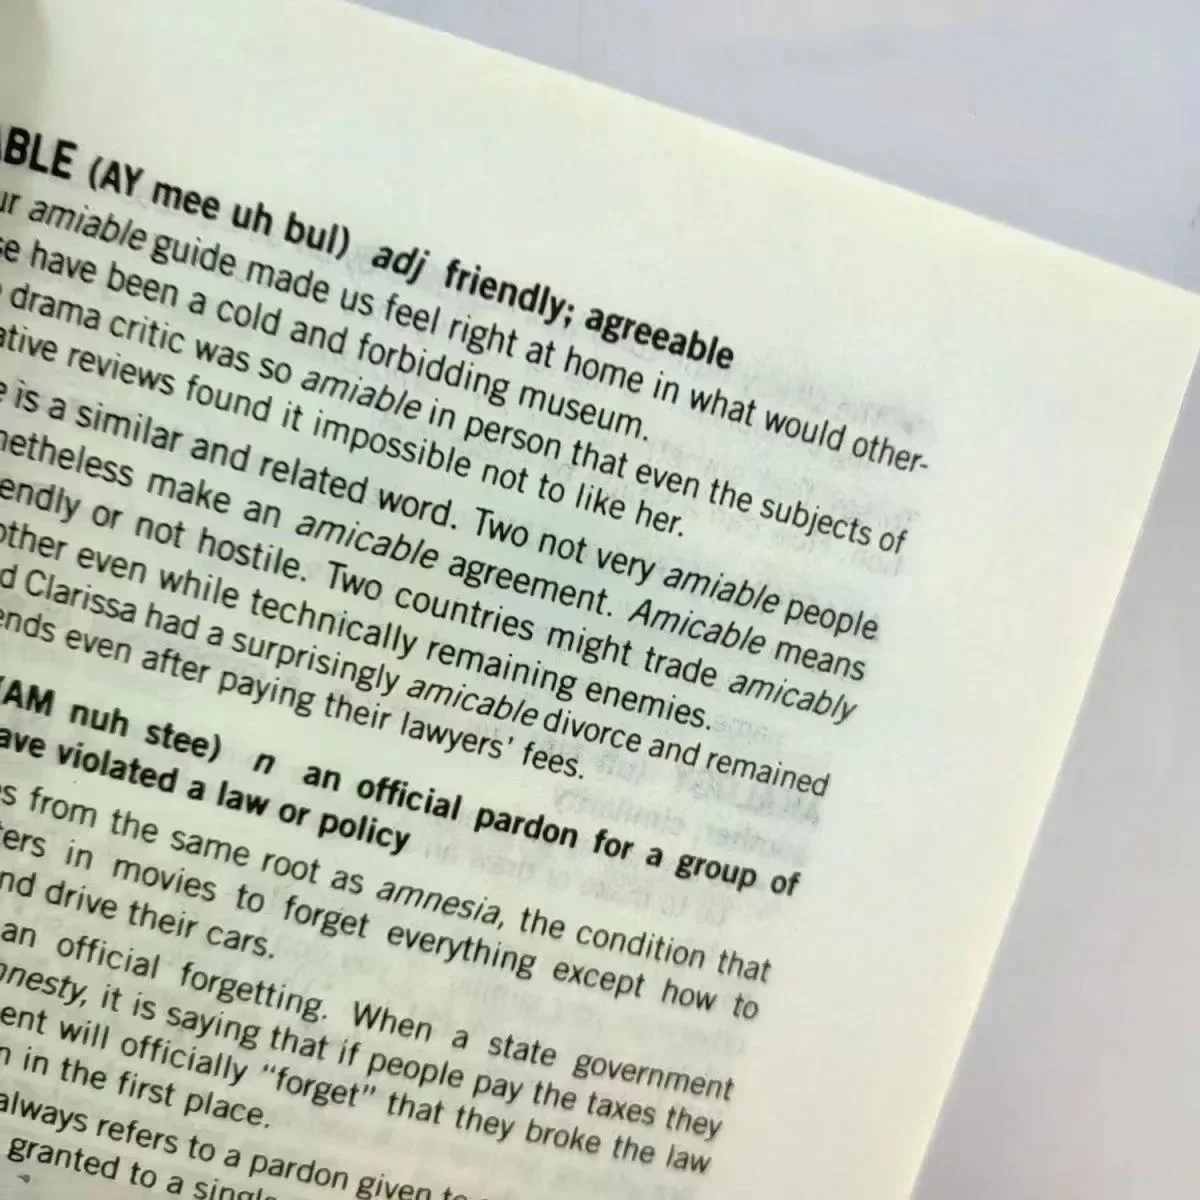 ABLE (AY mee uh bul) adj friendly; agreeable
ur amiable guide made us feel right at home in what would other-
se have been a cold and forbidding museum.
drama critic was so amiable in person that even the subjects of
ative reviews found it impossible not to like her.
e is a similar and related word. Two not very amiable people
netheless make an amicable agreement. Amicable means
endly or not hostile. Two countries might trade amicably
other even while technically remaining enemies.
d Clarissa had a surprisingly amicable divorce and remained
ends even after paying their lawyers' fees.
(AM nuh stee) n an official pardon for a group of
ave violated a law or policy
s from the same root as amnesia, the condition that
ters in movies to forget everything except how to
nd drive their cars.
an official forgetting. When a state government
nesty, it is saying that if people pay the taxes they
ent will officially "forget" that they broke the law
n in the first place.
always refers to a pardon given to
granted to a single